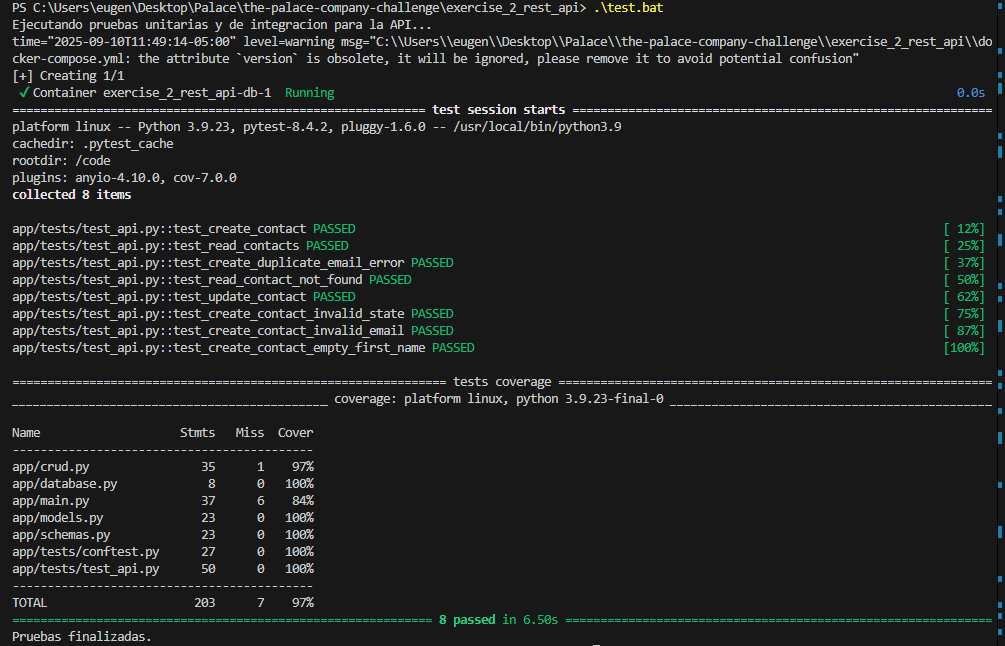 PS C:\Users\eugen\Desktop\Palace\the-palace-company-challenge\exercise_2_rest_api> .\test.bat
Ejecutando pruebas unitarias y de integracion para la API...
time="2025-09-10T11:49:14-05:00" level=warning msg="C:\\Users\\eugen\\Desktop\\Palace\\the-palace-company-challenge\\exercise_2_rest_api\\do
cker-compose.yml: the attribute `version` is obsolete, it will be ignored, please remove it to avoid potential confusion"
[+] Creating 1/1
✔ Container exercise_2_rest_api-db-1 Running 0.0s
=========================================================== test session starts ============================================================
platform linux -- Python 3.9.23, pytest-8.4.2, pluggy-1.6.0 -- /usr/local/bin/python3.9
cachedir: .pytest_cache
rootdir: /code
plugins: anyio-4.10.0, cov-7.0.0
collected 8 items
app/tests/test_api.py::test_create_contact PASSED [ 12%]
app/tests/test_api.py::test_read_contacts PASSED [ 25%]
app/tests/test_api.py::test_create_duplicate_email_error PASSED [ 37%]
app/tests/test_api.py::test_read_contact_not_found PASSED [ 50%]
app/tests/test_api.py::test_update_contact PASSED [ 62%]
app/tests/test_api.py::test_create_contact_invalid_state PASSED [ 75%]
app/tests/test_api.py::test_create_contact_invalid_email PASSED [ 87%]
app/tests/test_api.py::test_create_contact_empty_first_name PASSED [100%]
============================================================== tests coverage ==============================================================
_____________________________________________ coverage: platform linux, python 3.9.23-final-0 ______________________________________________
Name Stmts Miss Cover
-------------------------------------------
app/crud.py 35 1 97%
app/database.py 8 0 100%
app/main.py 37 6 84%
app/models.py 23 0 100%
app/schemas.py 23 0 100%
app/tests/conftest.py 27 0 100%
app/tests/test_api.py 50 0 100%
-------------------------------------------
TOTAL 203 7 97%
============================================================ 8 passed in 6.50s =============================================================
Pruebas finalizadas.